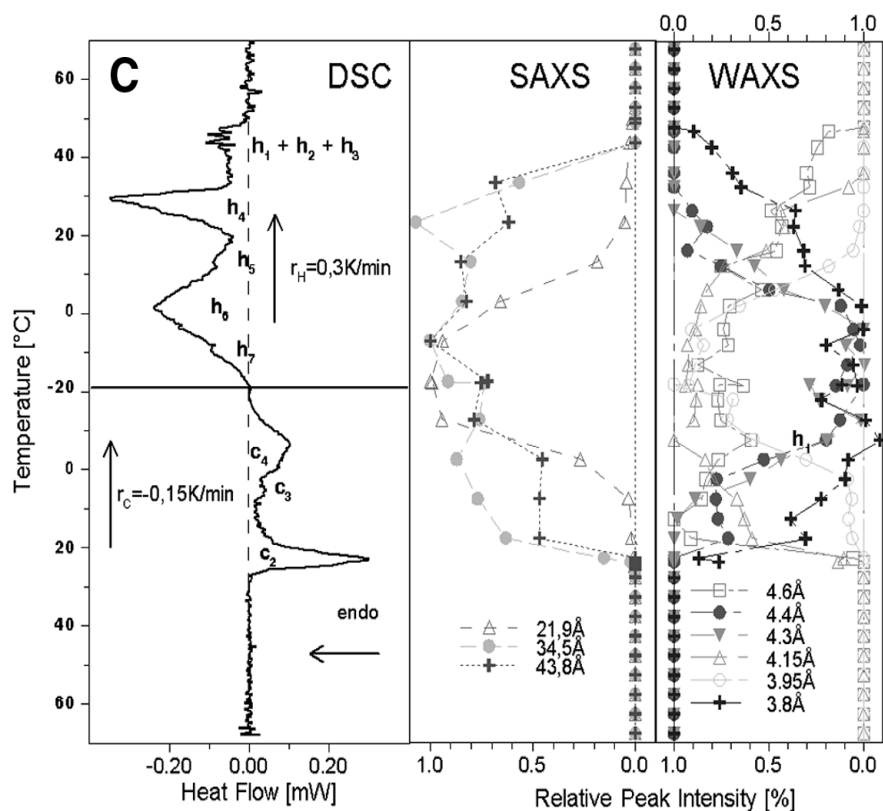 0.0 0.5 1.0
C DSC SAXS WAXS
60
40
20
0
-20
0
20
40
60
Temperature [°C]
h1 + h2 + h3
h4
h5
h6
h7
rH=0,3K/min
c4
c3
c2
rC=-0,15K/min
endo
h1
21,9Å
34,5Å
43,8Å
4.6Å
4.4Å
4.3Å
4.15Å
3.95Å
3.8Å
-0.20 0.00 0.20
1.0 0.5 0.0
0.0 0.5 1.0
Heat Flow [mW]
Relative Peak Intensity [%]